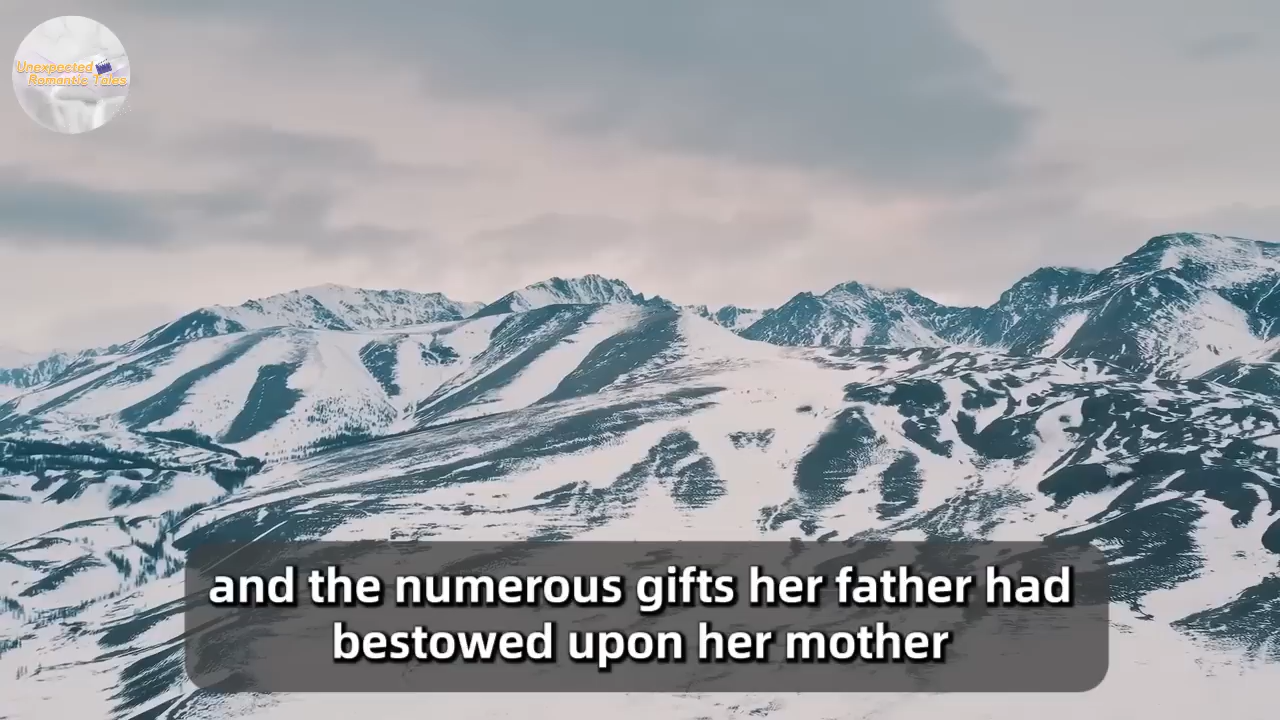 Unexpected
Romantic Tales
and the numerous gifts her father had
bestowed upon her mother